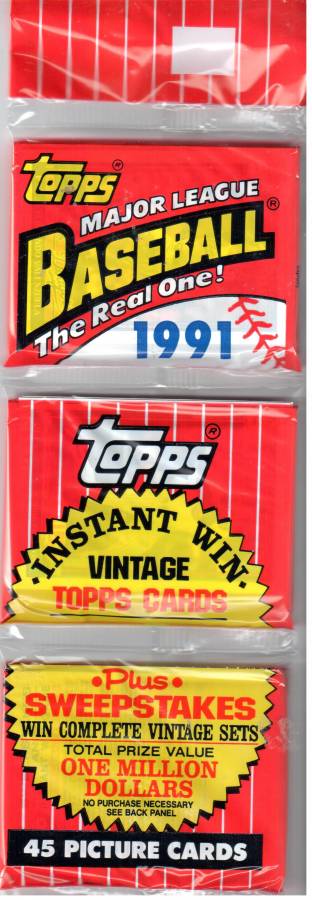 Topps®
MAJOR LEAGUE
BASEBALL®
The Real One!
1991
Topps®
•INSTANT WIN•
VINTAGE
TOPPS CARDS
•Plus•
SWEEPSTAKES
WIN COMPLETE VINTAGE SETS
TOTAL PRIZE VALUE
ONE MILLION
DOLLARS
NO PURCHASE NECESSARY
SEE BACK PANEL
45 PICTURE CARDS